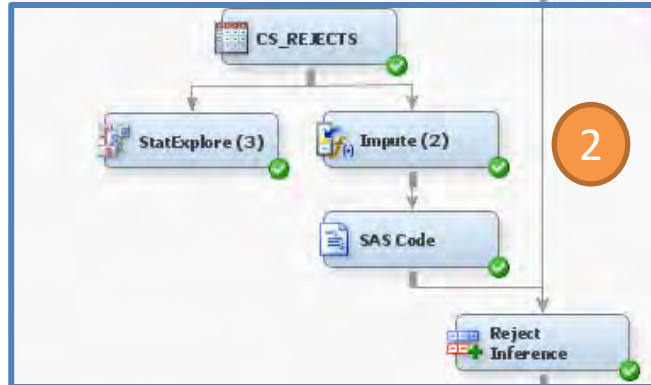 CS_REJECTS
StatExplore (3)
Impute (2)
2
SAS Code
Reject
Inference